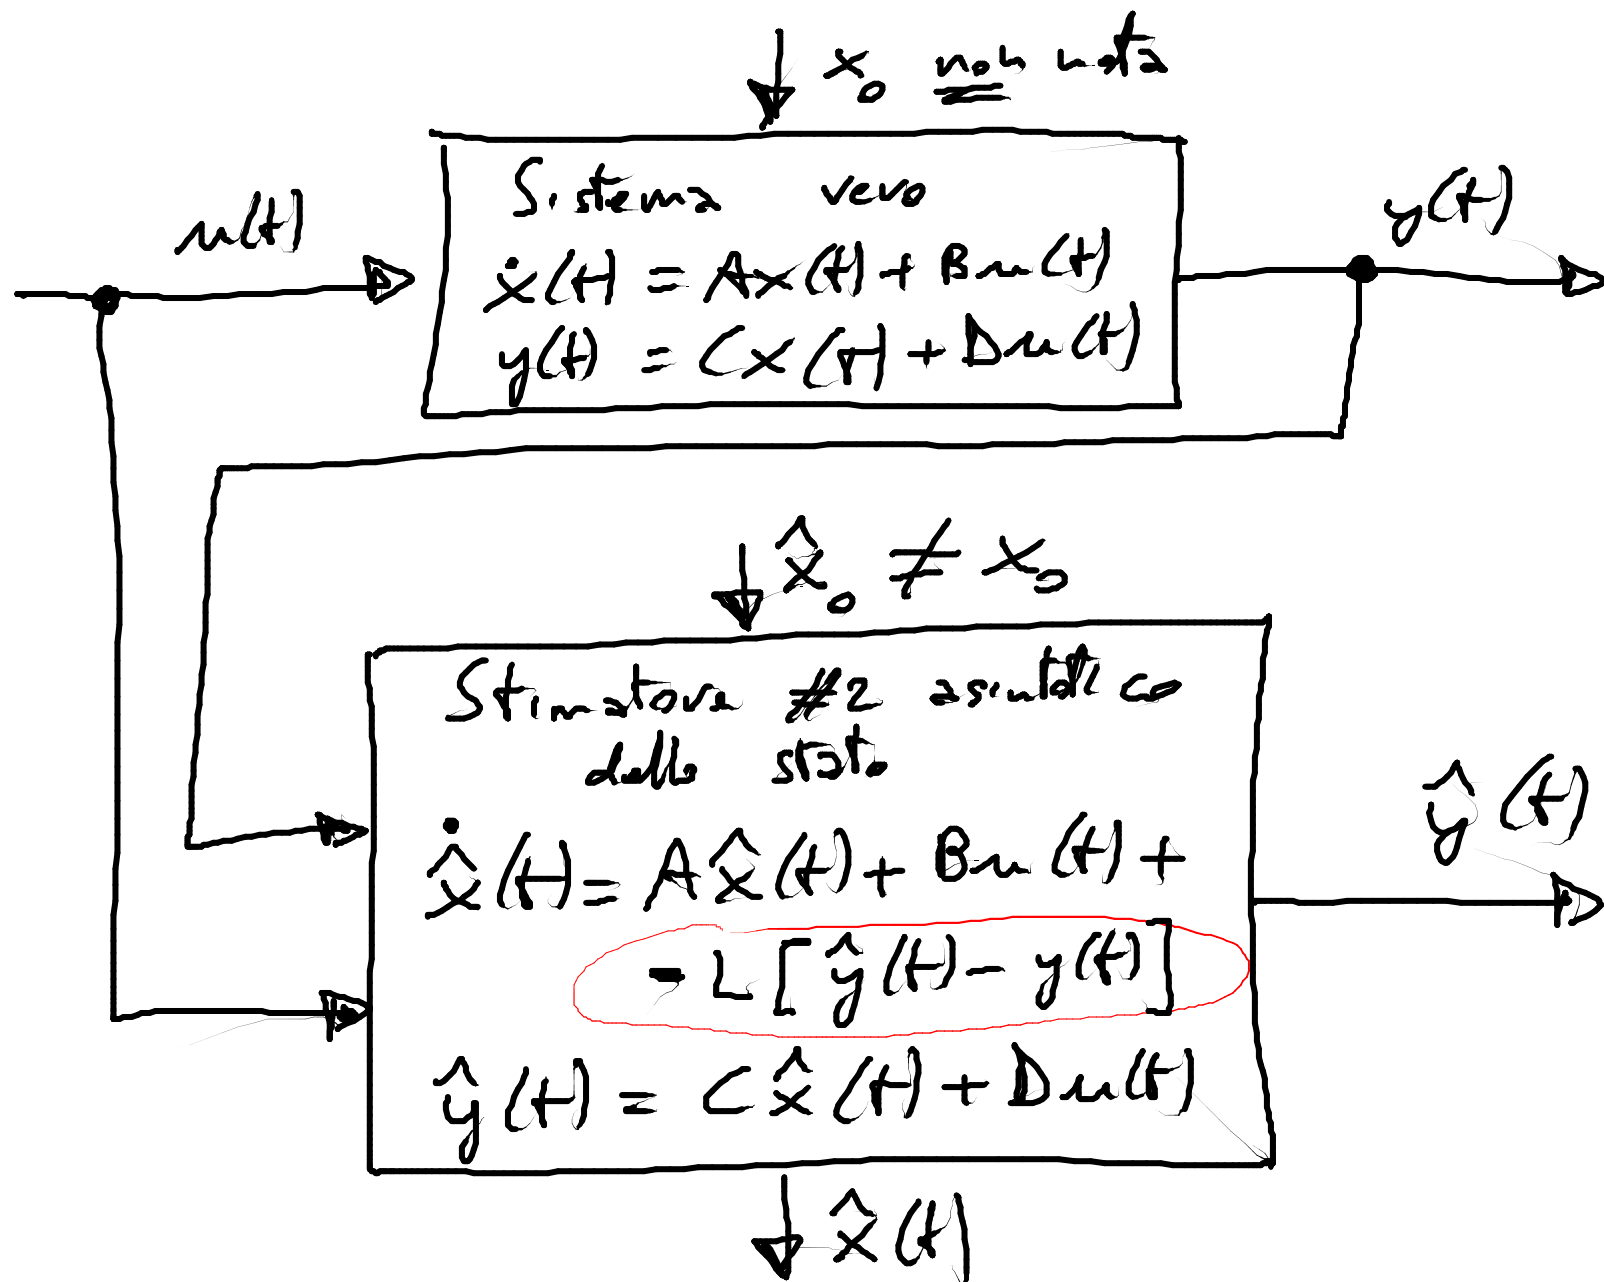 x₀ non nota
u(t)
Sistema vero
ẋ(t) = Ax(t) + Bu(t)
y(t) = Cx(t) + Du(t)
y(t)
x̂₀ ≠ x₀
Stimatore #2 asintotico
dello stato
x̂̇(t) = Ax̂(t) + Bu(t) +
- L[ŷ(t) - y(t)]
ŷ(t) = Cx̂(t) + Du(t)
ŷ(t)
x̂(t)